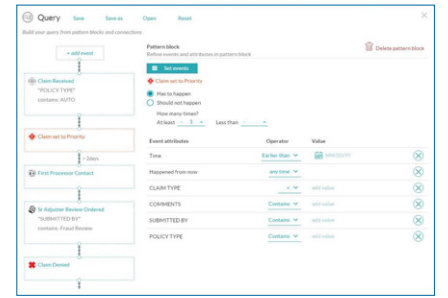 Query Save Save as Open Reset
Build your query from pattern blocks and connections
+ add event
Claim Received
"POLICY TYPE"
contains: AUTO
Claim set to Priority
< 2days
First Processor Contact
Sr Adjuster Review Ordered
"SUBMITTED BY"
contains: Fraud Review
Claim Denied
Pattern block
Delete pattern block
Define events and attributes in pattern block
Set events
Claim set to Priority
Has to happen
Should not happen
How many times?
At least - 1 + Less than - +
Event attributes Operator Value
Time Earlier than MM/DD/YY
Happened from now any time
CLAIM TYPE = add value
COMMENTS Contains add value
SUBMITTED BY Contains add value
POLICY TYPE Contains add value